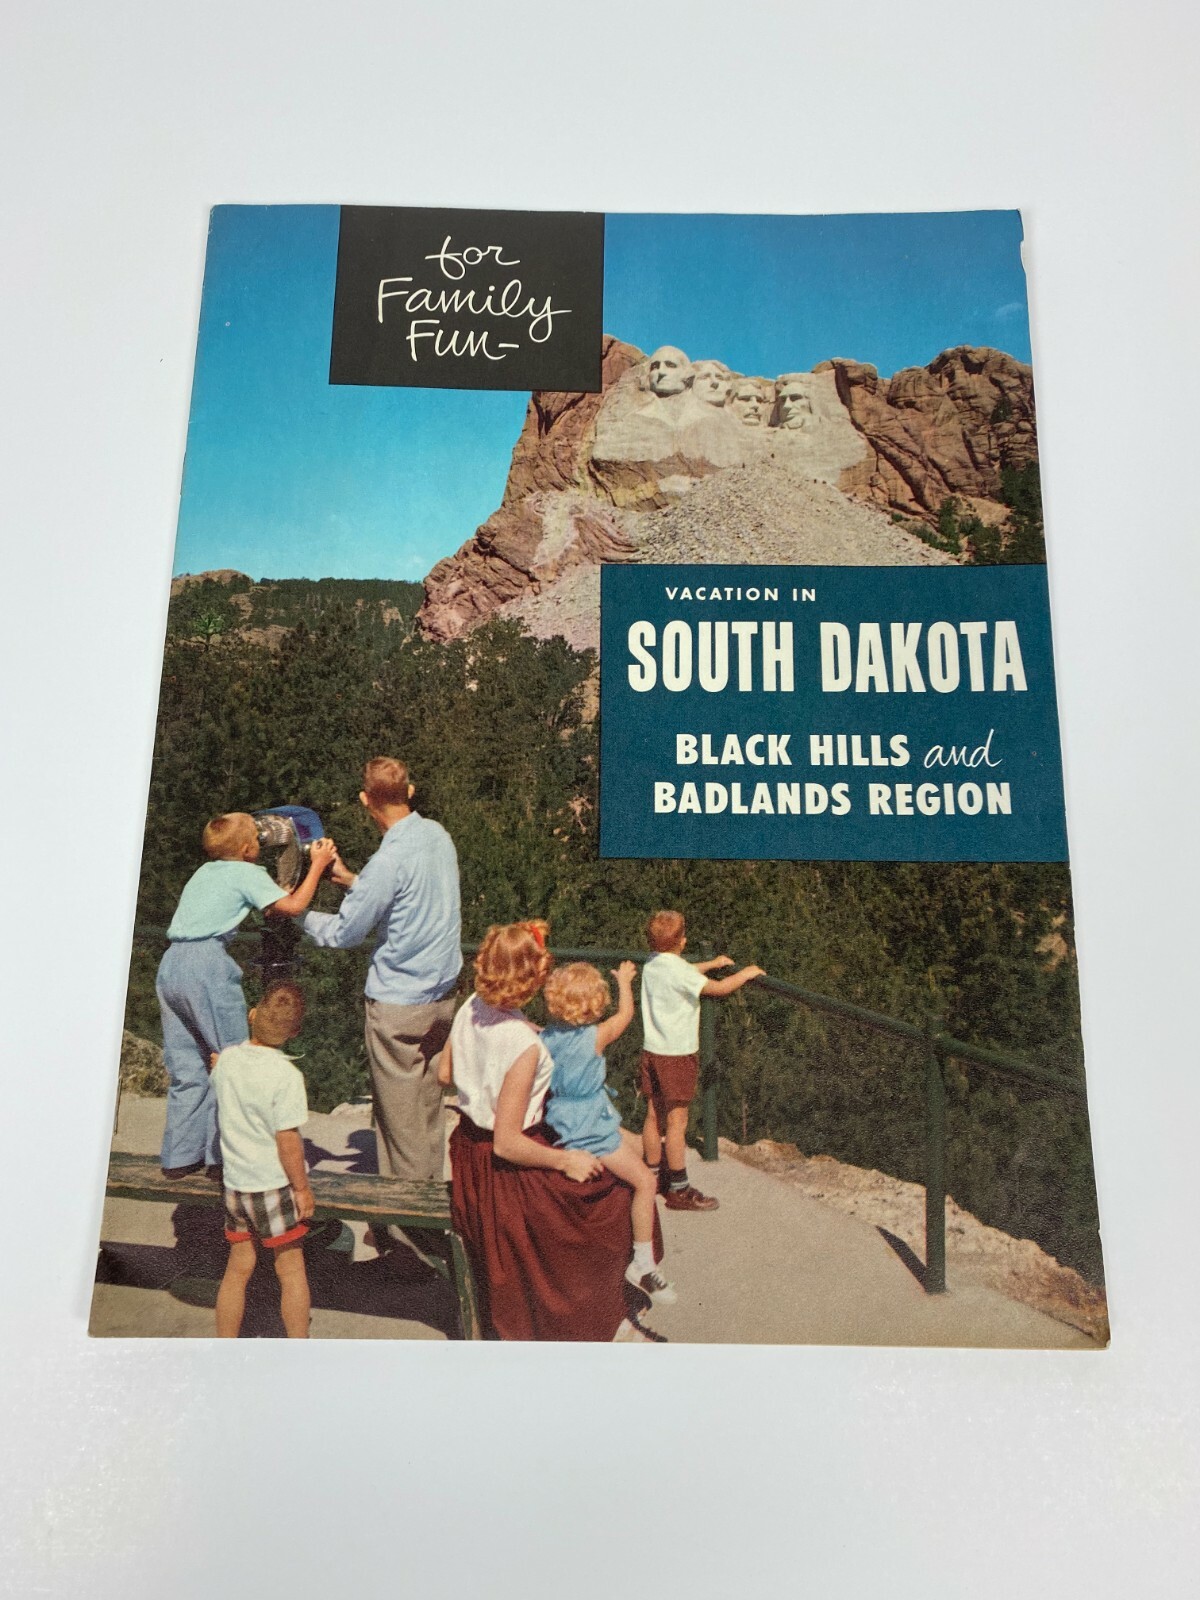 for
Family
Fun-
VACATION IN
SOUTH DAKOTA
BLACK HILLS and
BADLANDS REGION